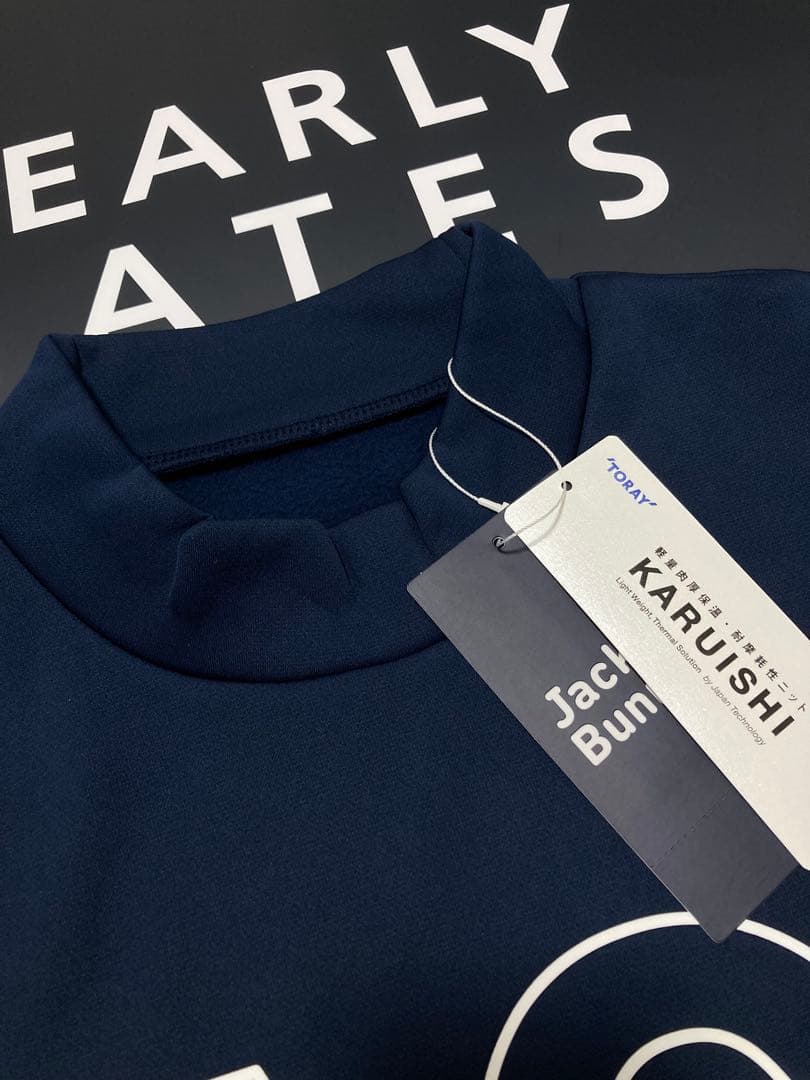 EARLY
ATES
TORAY
軽量肉厚保温・耐摩耗性ニット
KARUISHI
Light Weight, Thermal Solution by Japan Technology
Jack
Bun